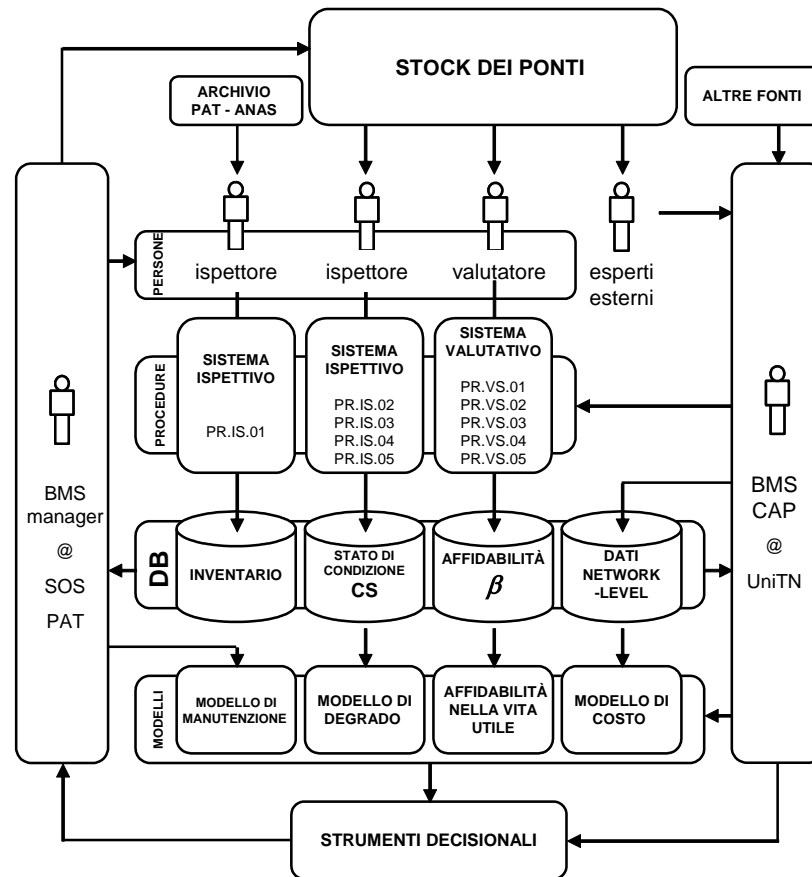 STOCK DEI PONTI
ARCHIVIO
PAT - ANAS
ALTRE FONTI
PERSONE
ispettore
ispettore
valutatore
esperti
esterni
PROCEDURE
SISTEMA
ISPETTIVO
PR.IS.01
SISTEMA
ISPETTIVO
PR.IS.02
PR.IS.03
PR.IS.04
PR.IS.05
SISTEMA
VALUTATIVO
PR.VS.01
PR.VS.02
PR.VS.03
PR.VS.04
PR.VS.05
BMS
manager
@
SOS
PAT
BMS
CAP
@
UniTN
DB
INVENTARIO
STATO DI
CONDIZIONE
CS
AFFIDABILITÀ
β
DATI
NETWORK
-LEVEL
MODELLI
MODELLO DI
MANUTENZIONE
MODELLO DI
DEGRADO
AFFIDABILITÀ
NELLA VITA
UTILE
MODELLO DI
COSTO
STRUMENTI DECISIONALI